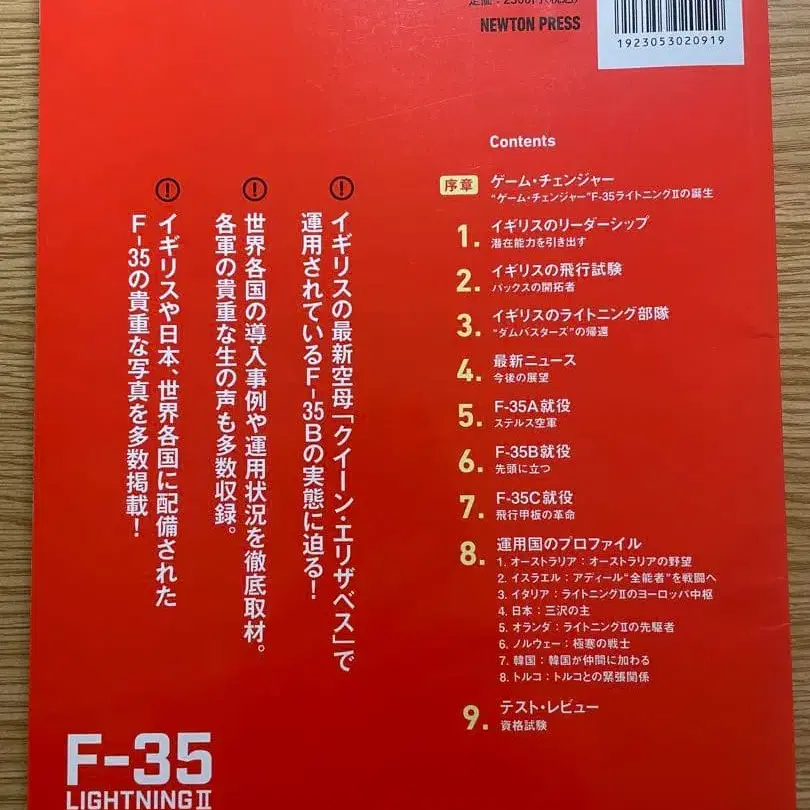 定価：2500円（税込）
NEWTON PRESS
1923053020919
Contents
序章 ゲーム・チェンジャー
“ゲーム・チェンジャー”F-35ライトニングⅡの誕生
1. イギリスのリーダーシップ
潜在能力を引き出す
2. イギリスの飛行試験
パックスの開拓者
3. イギリスのライトニング部隊
“ダムバスターズ”の帰還
4. 最新ニュース
今後の展望
5. F-35A就役
ステルス空軍
6. F-35B就役
先頭に立つ
7. F-35C就役
飛行甲板の革命
8. 運用国のプロファイル
1. オーストラリア：オーストラリアの野望
2. イスラエル：アディール“全能者”を戦闘へ
3. イタリア：ライトニングⅡのヨーロッパ中枢
4. 日本：三沢の主
5. オランダ：ライトニングⅡの先駆者
6. ノルウェー：極寒の戦士
7. 韓国：韓国が仲間に加わる
8. トルコ：トルコとの緊張関係
9. テスト・レビュー
資格試験
イギリスの最新空母「クイーン・エリザベス」で
運用されているF-35Bの実態に迫る！
世界各国の導入事例や運用状況を徹底取材。
各軍の貴重な生の声も多数収録。
イギリスや日本、世界各国に配備された
F-35の貴重な写真を多数掲載！
F-35
LIGHTNING Ⅱ